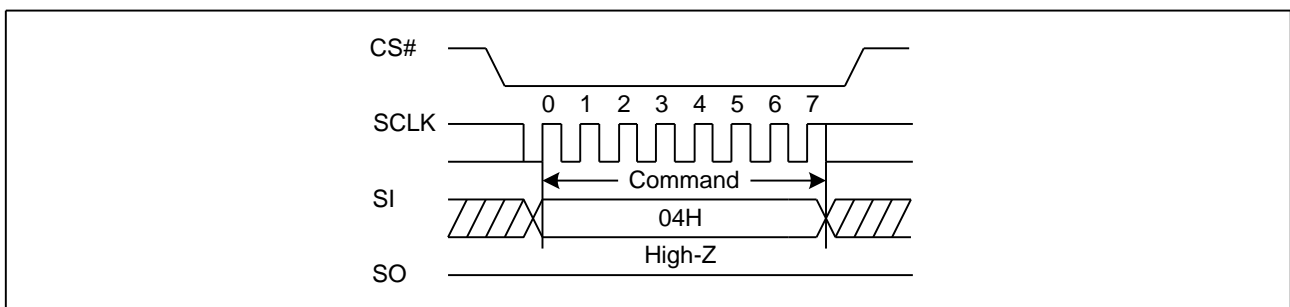 CS#
0 1 2 3 4 5 6 7
SCLK
Command
SI
04H
High-Z
SO